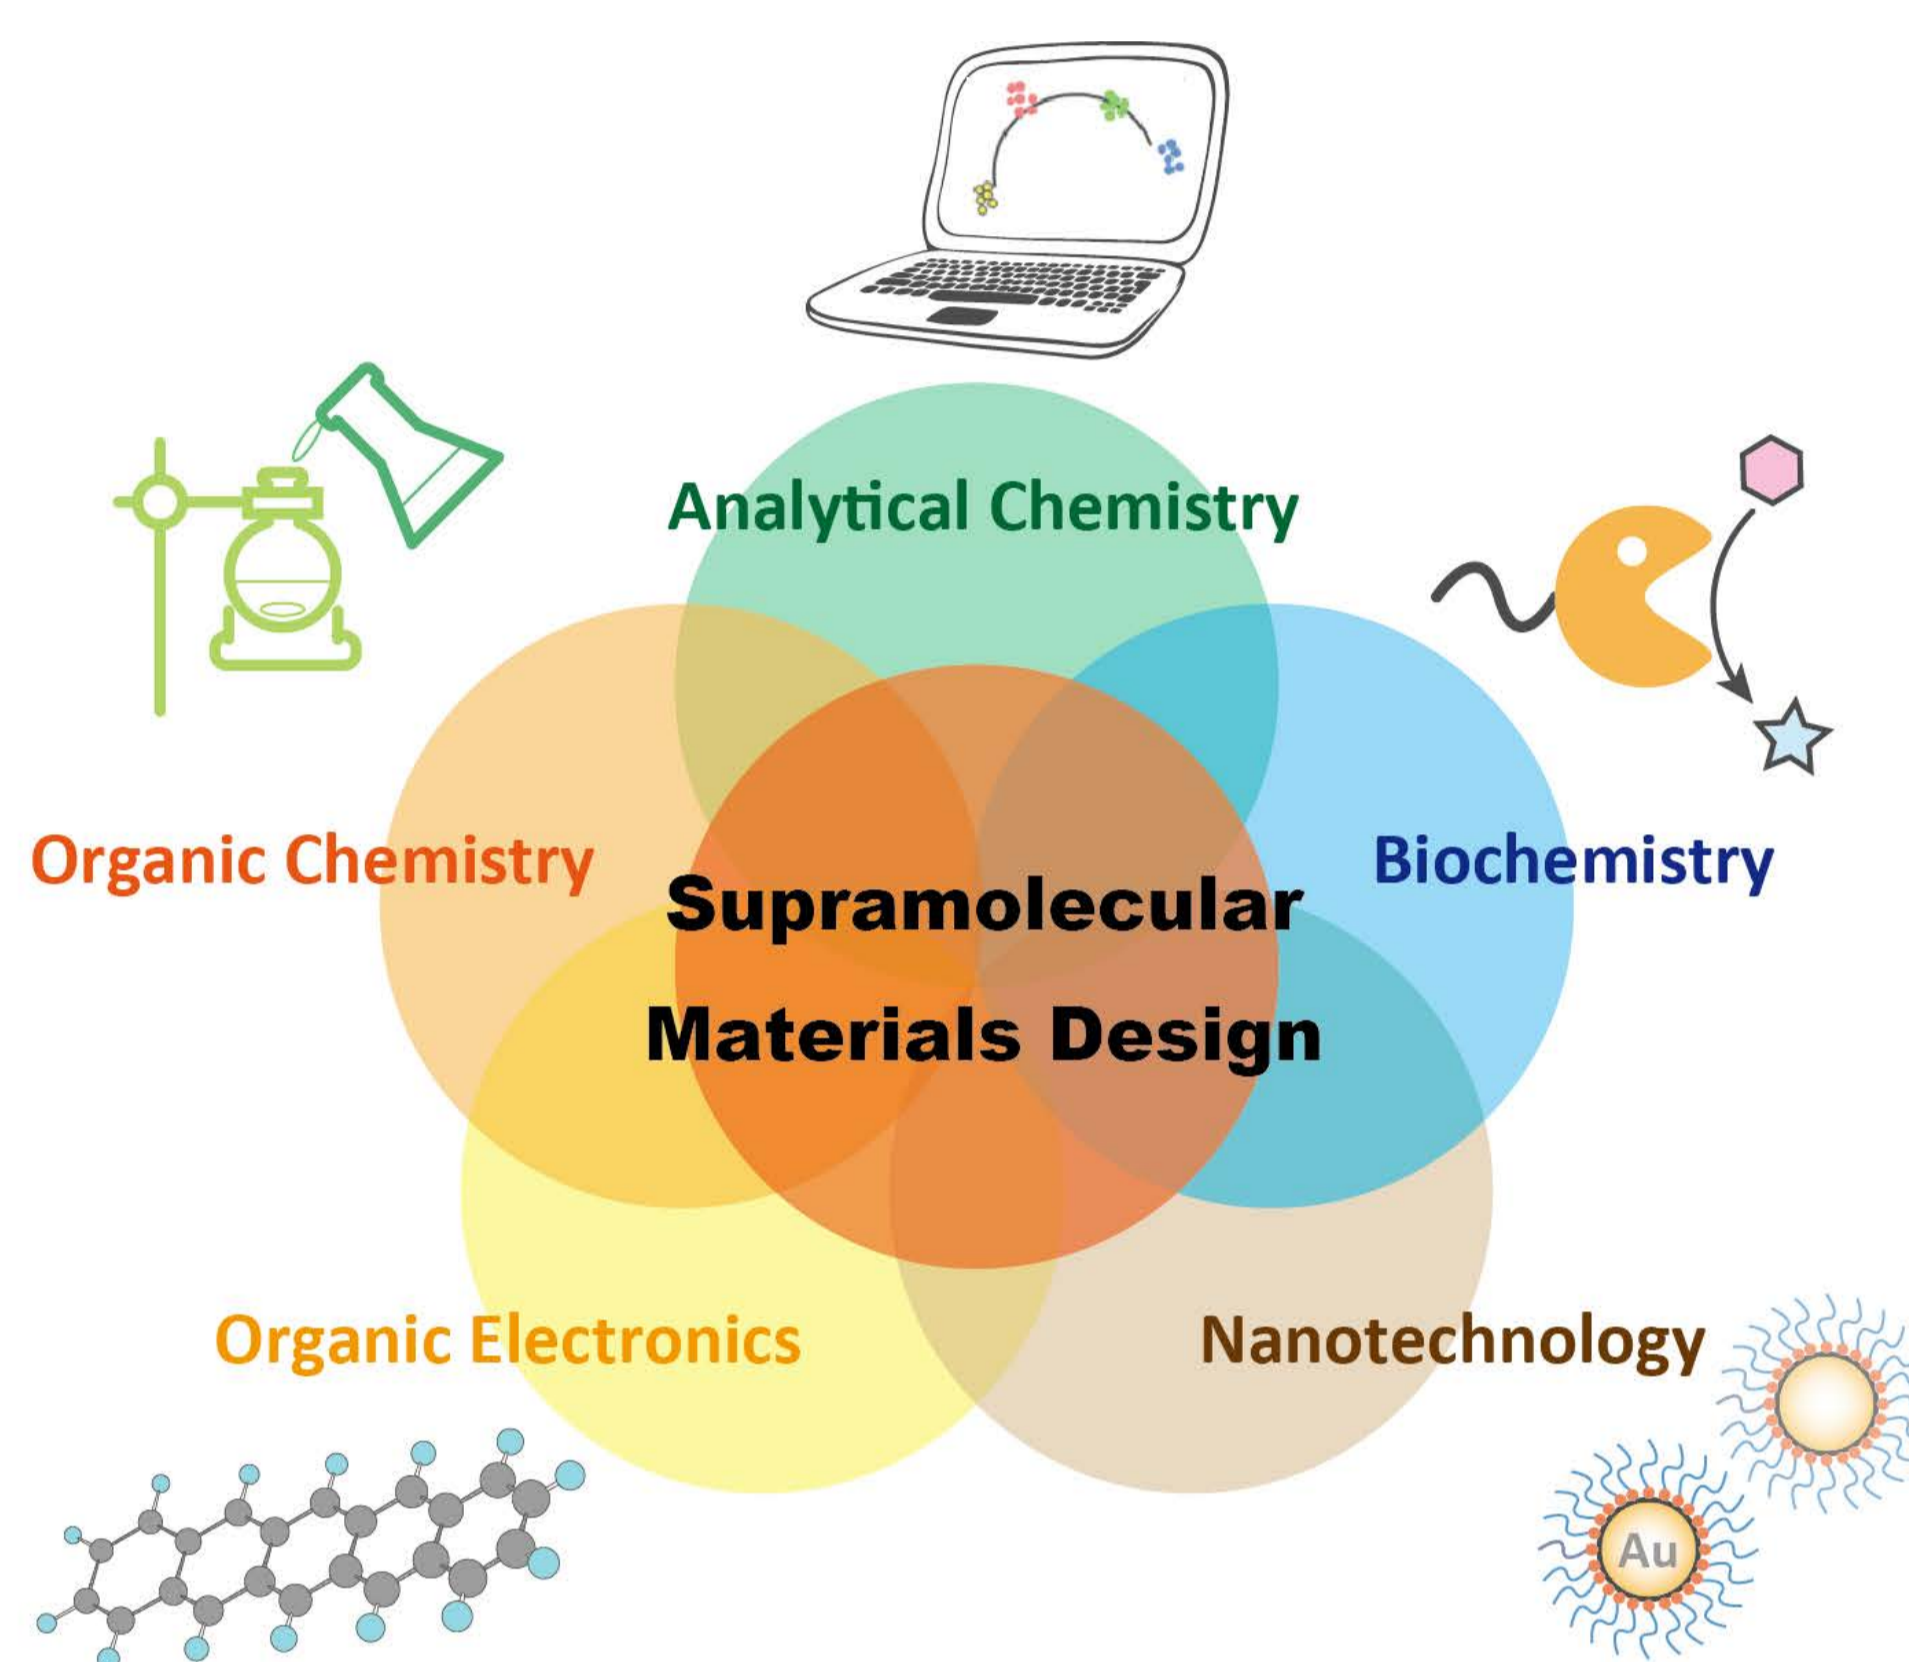 Analytical Chemistry
Organic Chemistry
Biochemistry
Supramolecular
Materials Design
Organic Electronics
Nanotechnology
Au